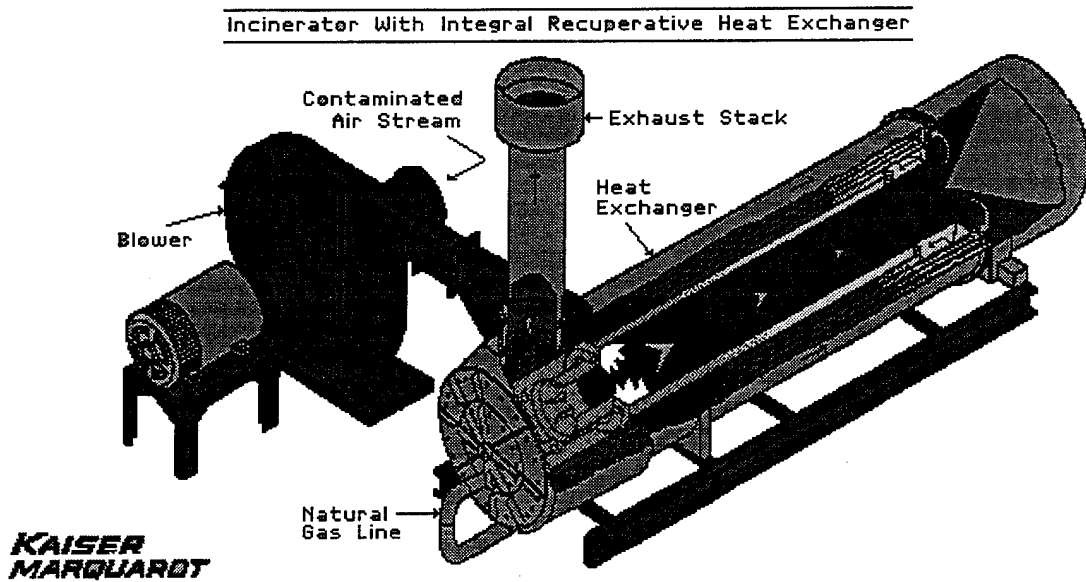 Incinerator With Integral Recuperative Heat Exchanger
Contaminated
Air Stream
Exhaust Stack
Heat
Exchanger
Blower
Natural
Gas Line
KAISER
MARQUARDT